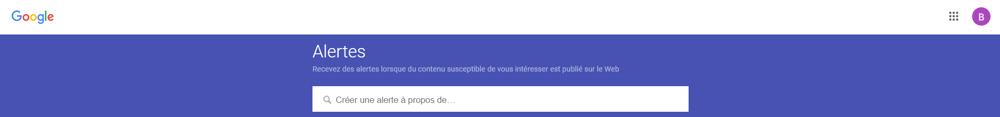 Google
B
Alertes
Recevez des alertes lorsque du contenu susceptible de vous intéresser est publié sur le Web
Créer une alerte à propos de…